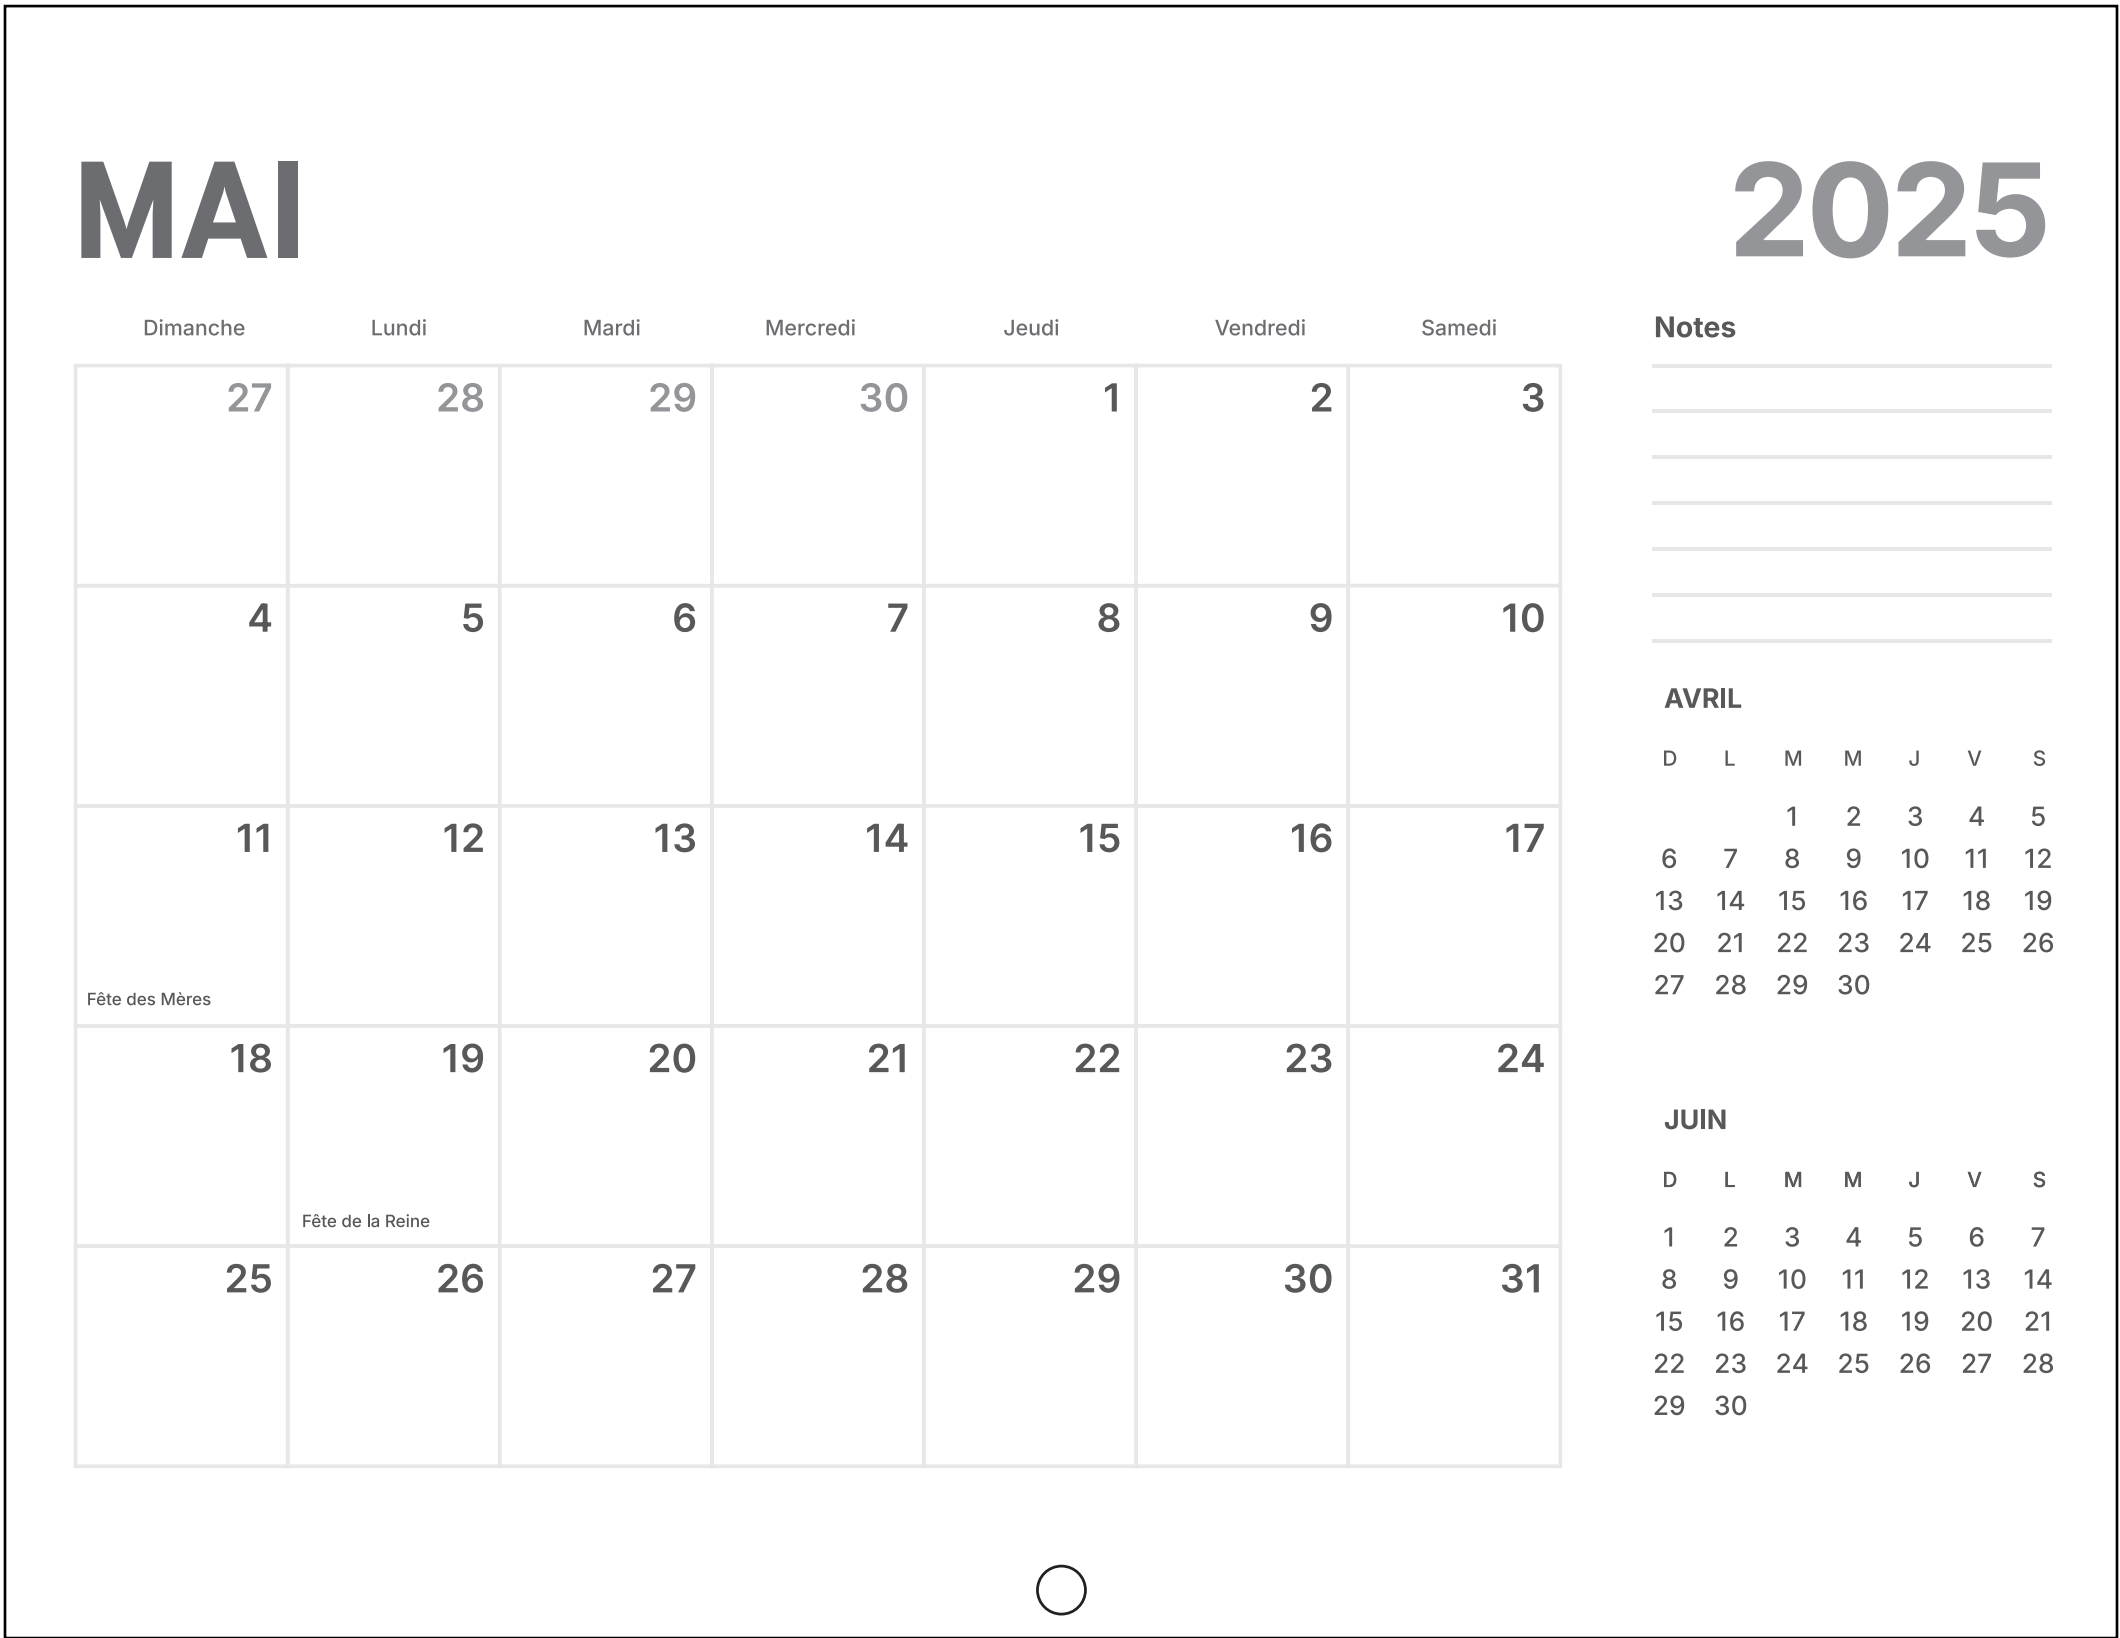 MAI 2025
Dimanche Lundi Mardi Mercredi Jeudi Vendredi Samedi
27 28 29 30 1 2 3
4 5 6 7 8 9 10
11 12 13 14 15 16 17
Fête des Mères
18 19 20 21 22 23 24
Fête de la Reine
25 26 27 28 29 30 31
Notes
AVRIL
D L M M J V S
1 2 3 4 5
6 7 8 9 10 11 12
13 14 15 16 17 18 19
20 21 22 23 24 25 26
27 28 29 30
JUIN
D L M M J V S
1 2 3 4 5 6 7
8 9 10 11 12 13 14
15 16 17 18 19 20 21
22 23 24 25 26 27 28
29 30